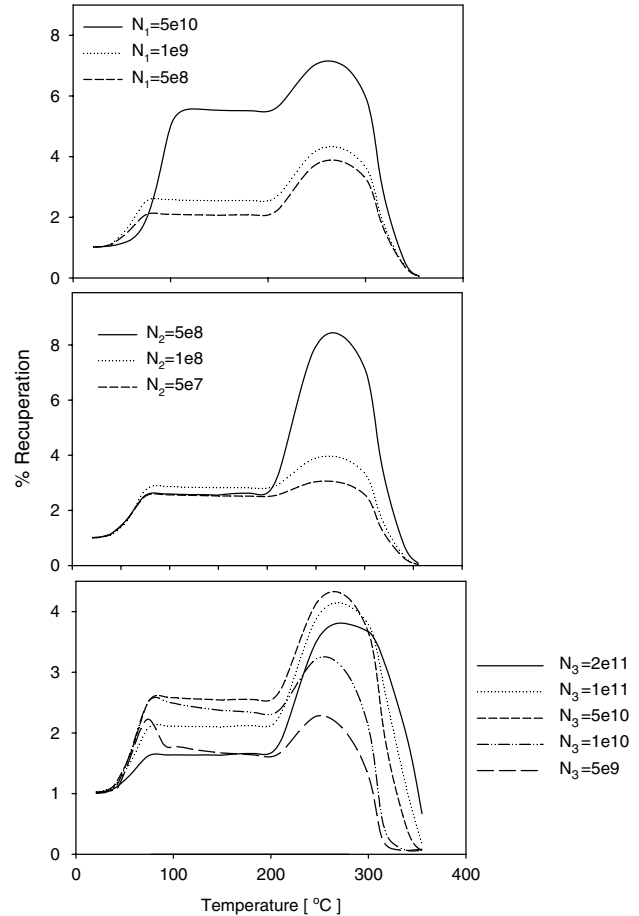 N₁=5e10
N₁=1e9
N₁=5e8
8
6
4
2
0
% Recuperation
N₂=5e8
N₂=1e8
N₂=5e7
8
6
4
2
0
4
3
2
1
0
N₃=2e11
N₃=1e11
N₃=5e10
N₃=1e10
N₃=5e9
0 100 200 300 400
Temperature [ °C]